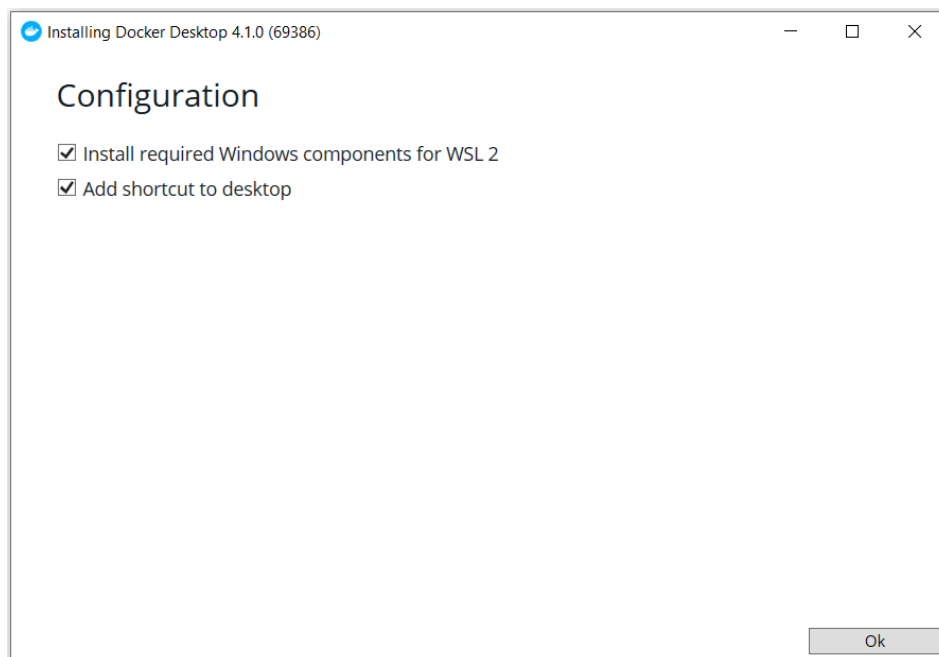 Installing Docker Desktop 4.1.0 (69386)
Configuration
Install required Windows components for WSL 2
Add shortcut to desktop
Ok